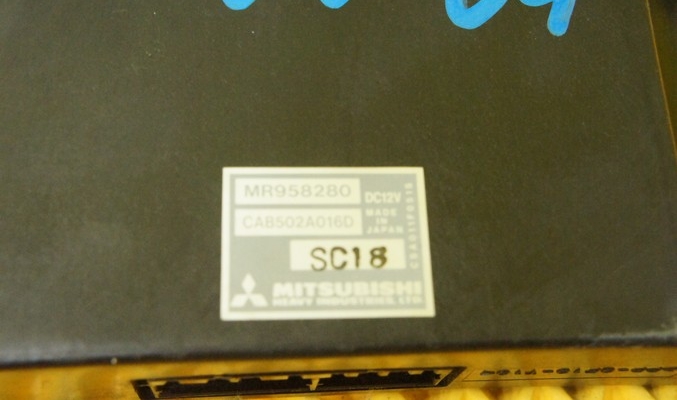 MR958280
DC12V
CAB502A016D
MADE
IN
JAPAN
SC18
MITSUBISHI
HEAVY INDUSTRIES, LTD.